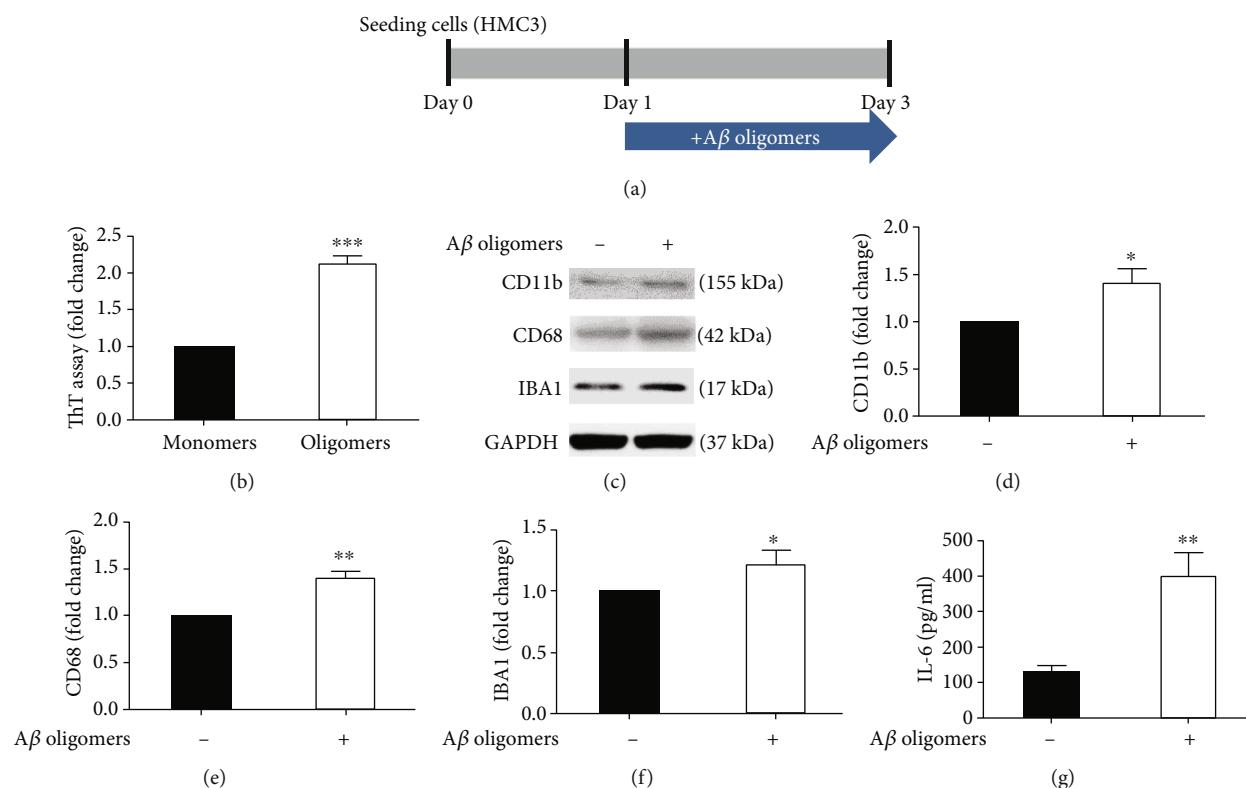 Seeding cells (HMC3)
Day 0 Day 1 Day 3
+Aβ oligomers
(a)
ThT assay (fold change)
2.5
2.0
1.5
1.0
0.5
0.0
***
Monomers Oligomers
(b)
Aβ oligomers – +
CD11b (155 kDa)
CD68 (42 kDa)
IBA1 (17 kDa)
GAPDH (37 kDa)
(c)
CD11b (fold change)
2.0
1.5
1.0
0.5
0.0
*
Aβ oligomers – +
(d)
CD68 (fold change)
2.0
1.5
1.0
0.5
0.0
**
Aβ oligomers – +
(e)
IBA1 (fold change)
1.5
1.0
0.5
0.0
*
Aβ oligomers – +
(f)
IL-6 (pg/ml)
500
400
300
200
100
0
**
Aβ oligomers – +
(g)